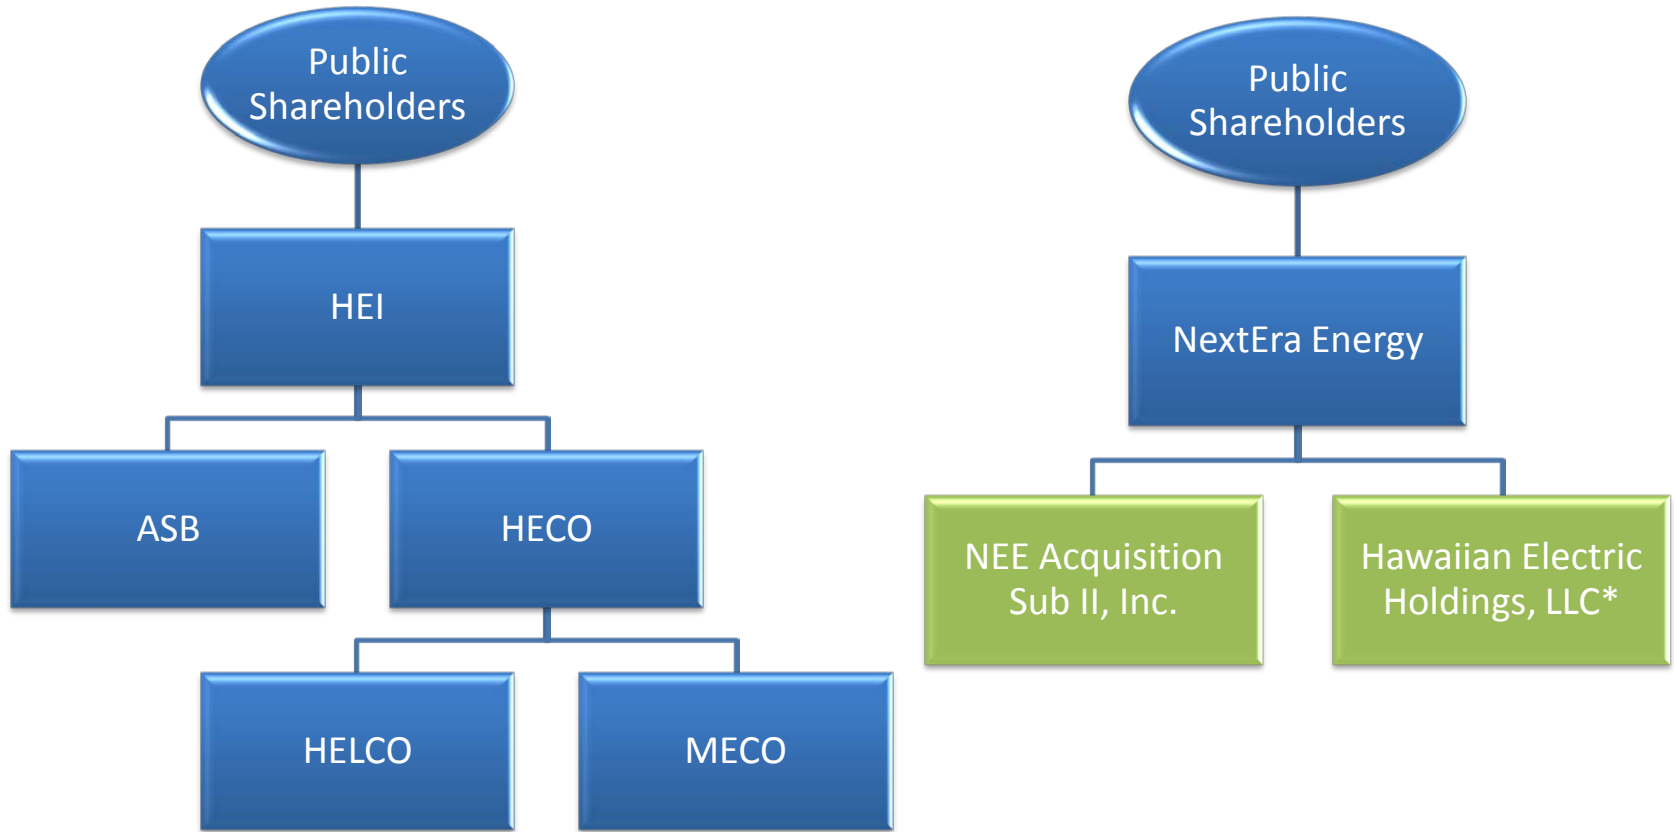 Public
Shareholders
HEI
ASB
HECO
HELCO
MECO
Public
Shareholders
NextEra Energy
NEE Acquisition
Sub II, Inc.
Hawaiian Electric
Holdings, LLC*